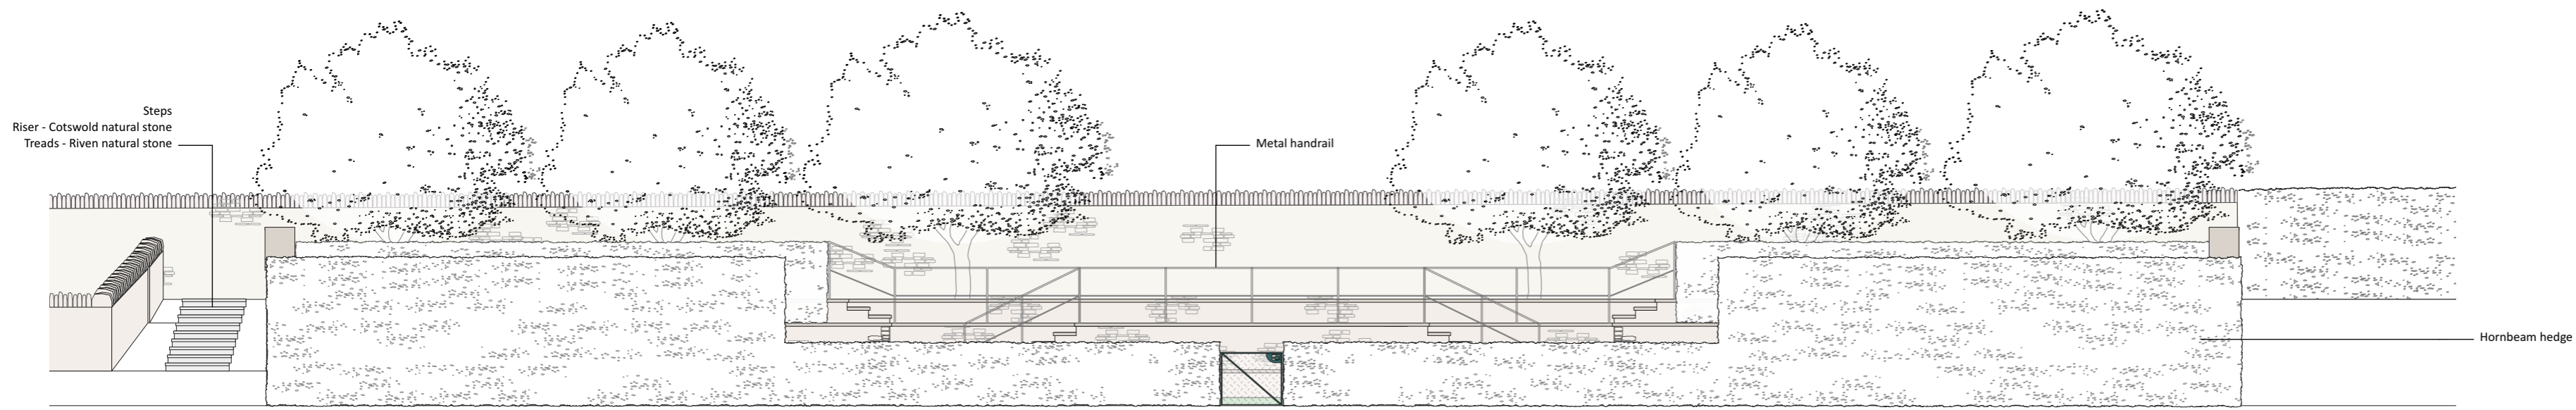 Steps
Riser - Cotswold natural stone
Treads - Riven natural stone
Metal handrail
Hornbeam hedge